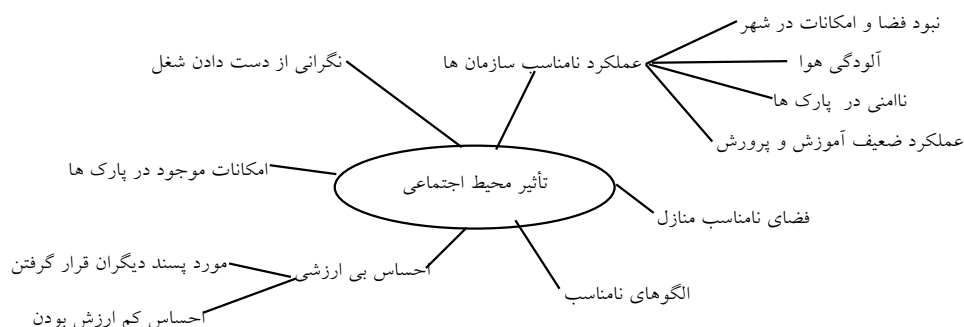 نبود فضا و امکانات در شهر
عملکرد نامناسب سازمان ها
نگرانی از دست دادن شغل
آلودگی هوا
ناامنی در پارک ها
عملکرد ضعیف آموزش و پرورش
امکانات موجود در پارک ها
تأثیر محیط اجتماعی
فضای نامناسب منازل
احساس بی ارزشی
مورد پسند دیگران قرار گرفتن
الگوهای نامناسب
احساس کم ارزش بودن